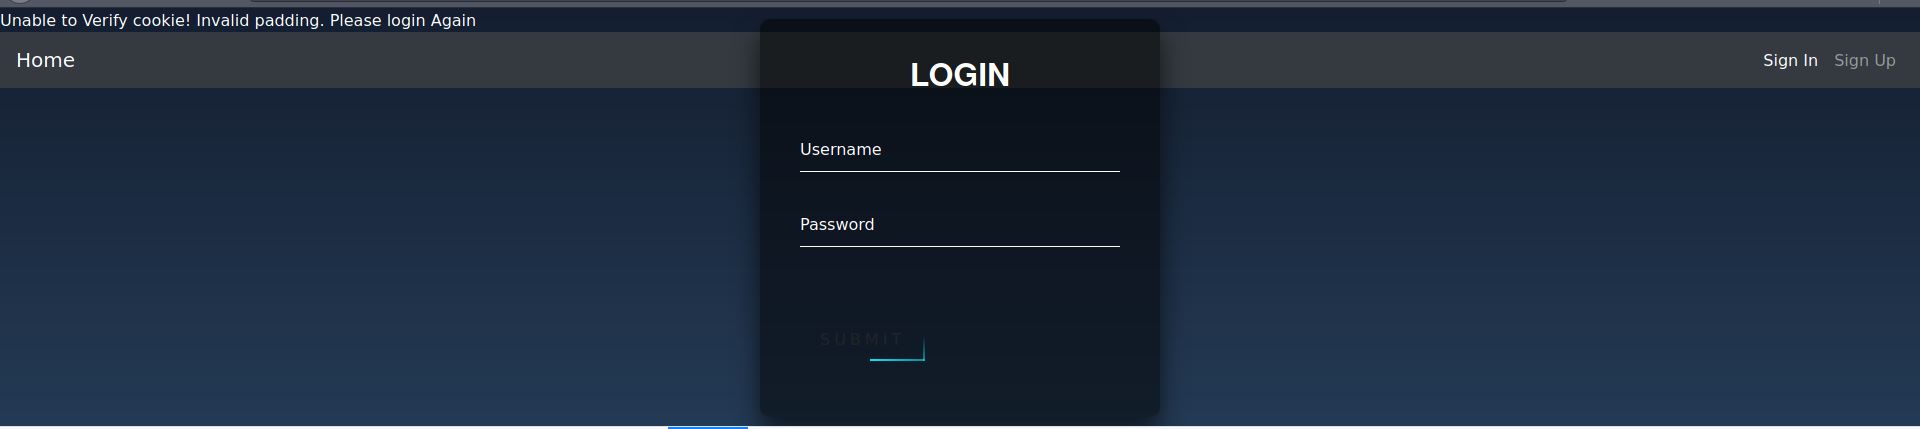 Unable to Verify cookie! Invalid padding. Please login Again
Home
Sign In Sign Up
LOGIN
Username
Password
SUBMIT